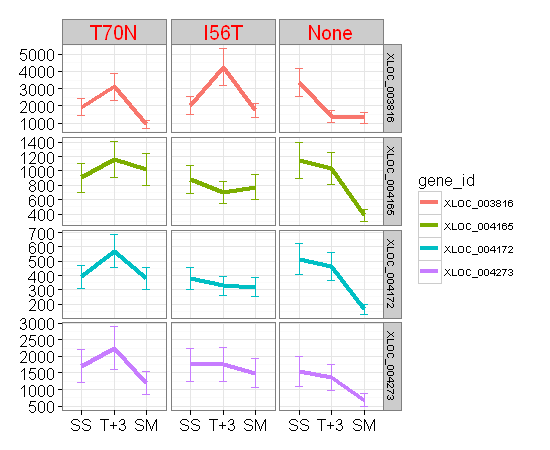 T70N I56T None
5000
4000
3000
2000
1000
XLOC_003816
1400
1200
1000
800
600
400
XLOC_004165
700
600
500
400
300
200
XLOC_004172
3000
2500
2000
1500
1000
500
XLOC_004273
SS T+3 SM SS T+3 SM SS T+3 SM
gene_id
XLOC_003816
XLOC_004165
XLOC_004172
XLOC_004273